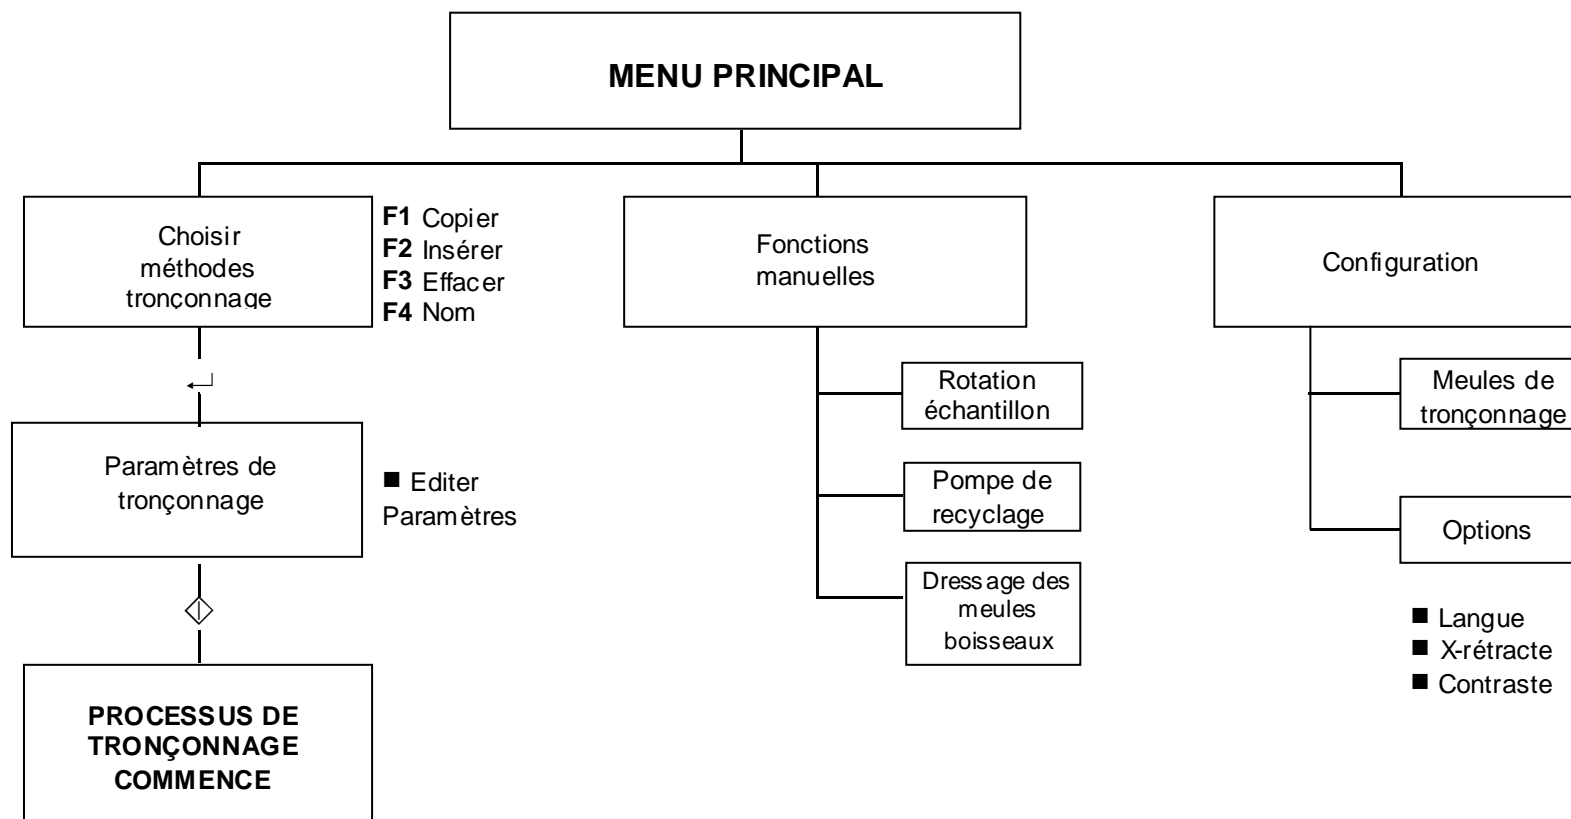 MENU PRINCIPAL
Choisir
méthodes
tronçonnage
F1 Copier
F2 Insérer
F3 Effacer
F4 Nom
Fonctions
manuelles
Configuration
Rotation
échantillon
Meules de
tronçonnage
Paramètres de
tronçonnage
■ Editer
Paramètres
Pompe de
recyclage
Options
Dressage des
meules
boisseaux
■ Langue
■ X-rétracte
■ Contraste
PROCESSUS DE
TRONÇONNAGE
COMMENCE